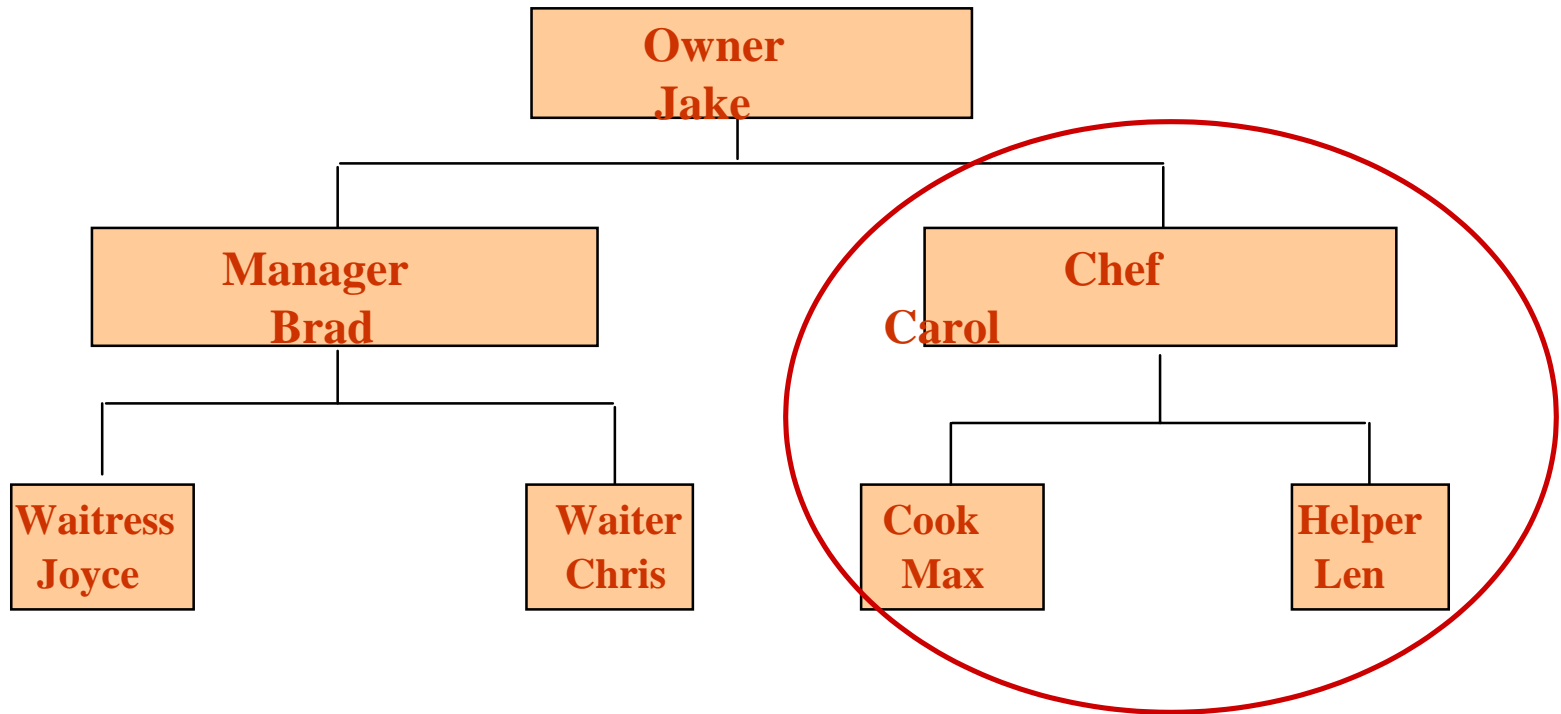 Owner
Jake
Manager
Brad
Chef
Carol
Waitress
Joyce
Waiter
Chris
Cook
Max
Helper
Len